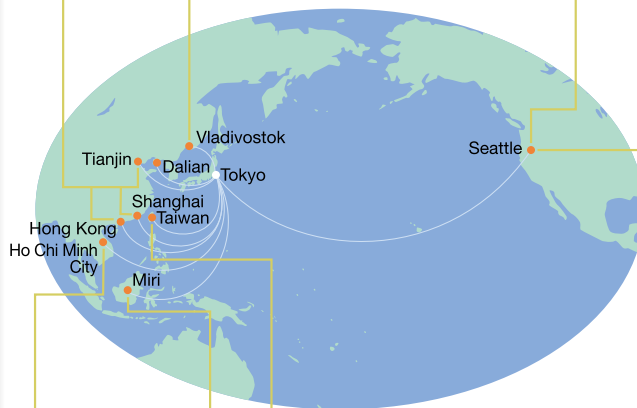 Vladivostok
Seattle
Tianjin
Dalian
Tokyo
Shanghai
Taiwan
Hong Kong
Ho Chi Minh
City
Miri